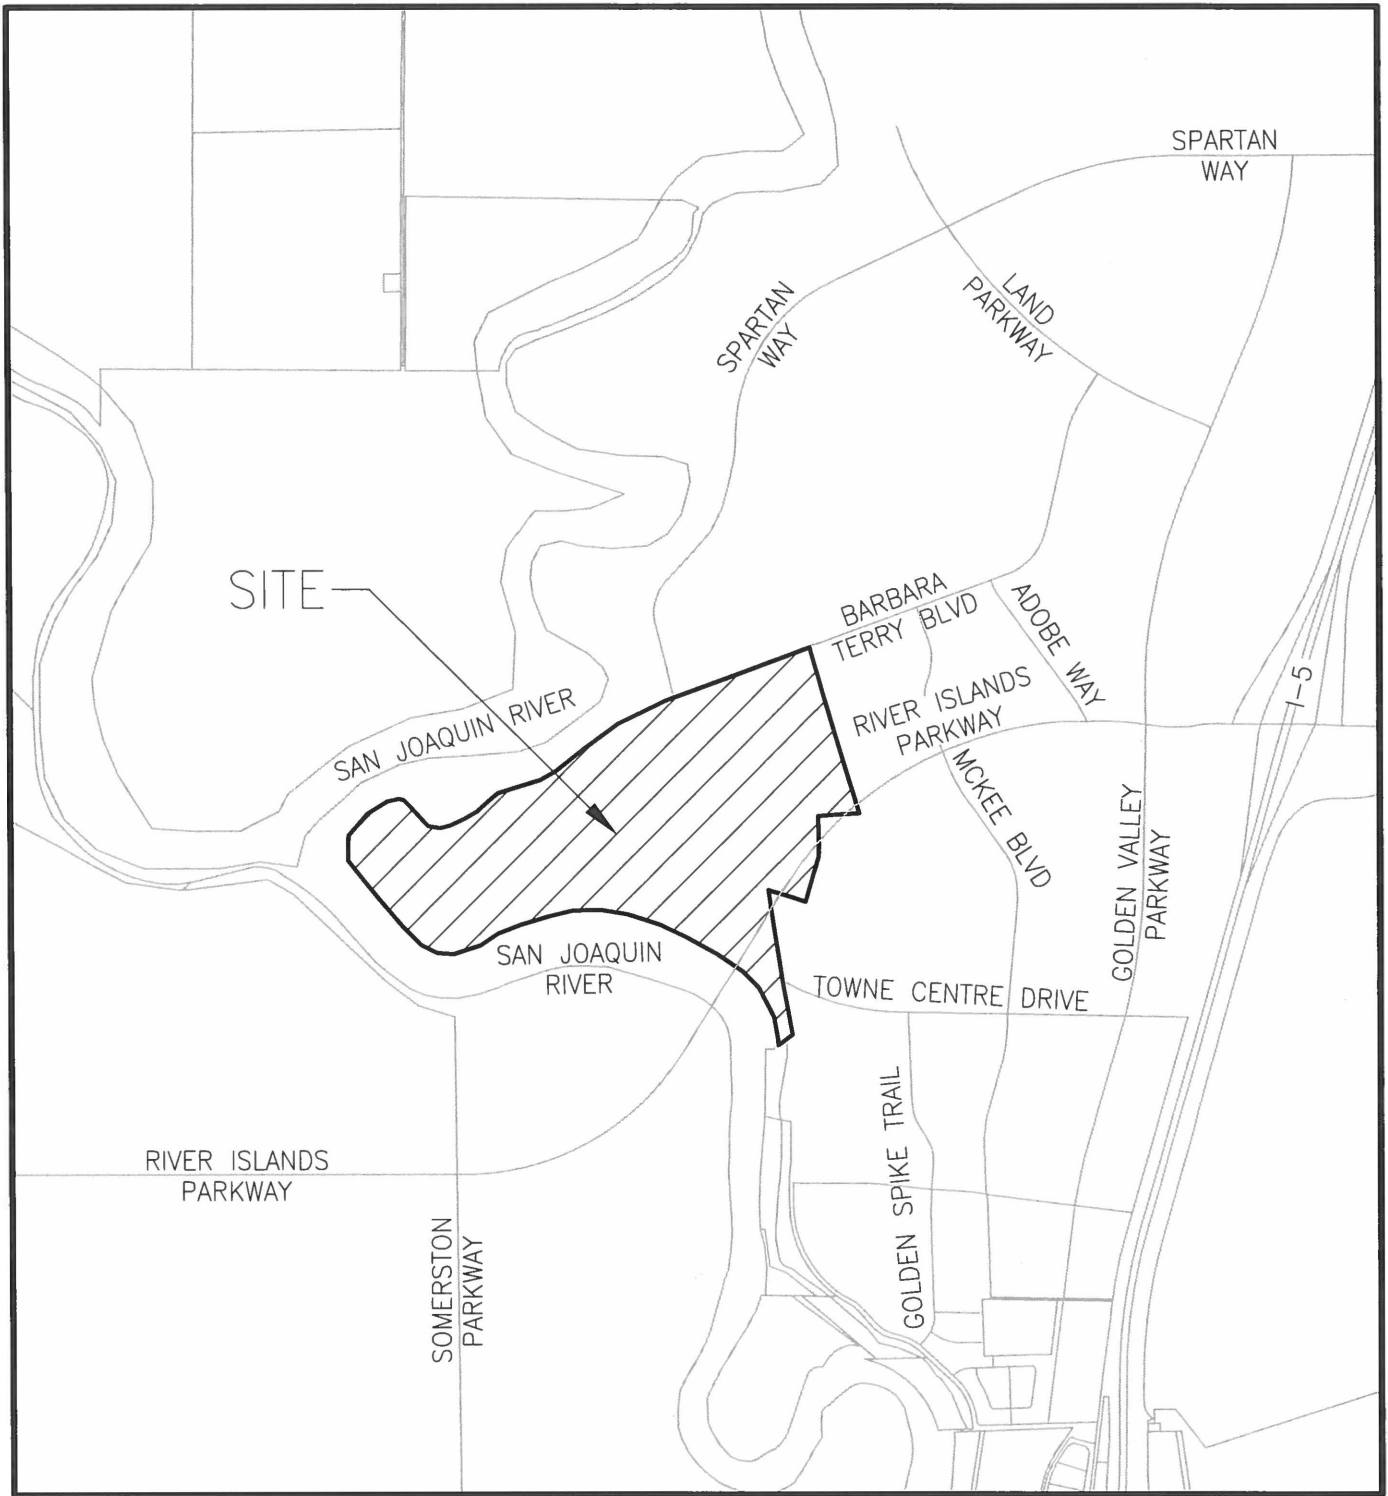 SPARTAN
WAY
LAND
PARKWAY
SPARTAN
WAY
SITE
BARBARA
TERRY BLVD
ADOBE WAY
RIVER ISLANDS
PARKWAY
I-5
SAN JOAQUIN RIVER
MCKEE BLVD
GOLDEN VALLEY
PARKWAY
SAN JOAQUIN
RIVER
TOWNE CENTRE DRIVE
GOLDEN SPIKE TRAIL
RIVER ISLANDS
PARKWAY
SOMERSTON
PARKWAY